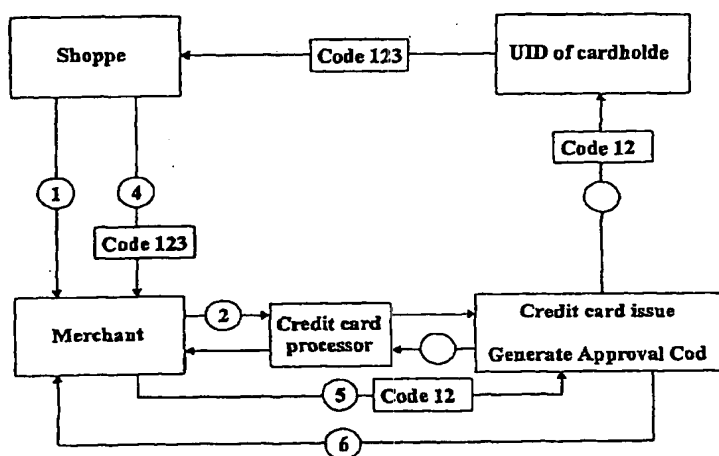 Shoppe
Code 123
UID of cardholde
Code 12
1
4
Code 123
Merchant
2
Credit card
processor
Credit card issue
Generate Approval Cod
5
Code 12
6